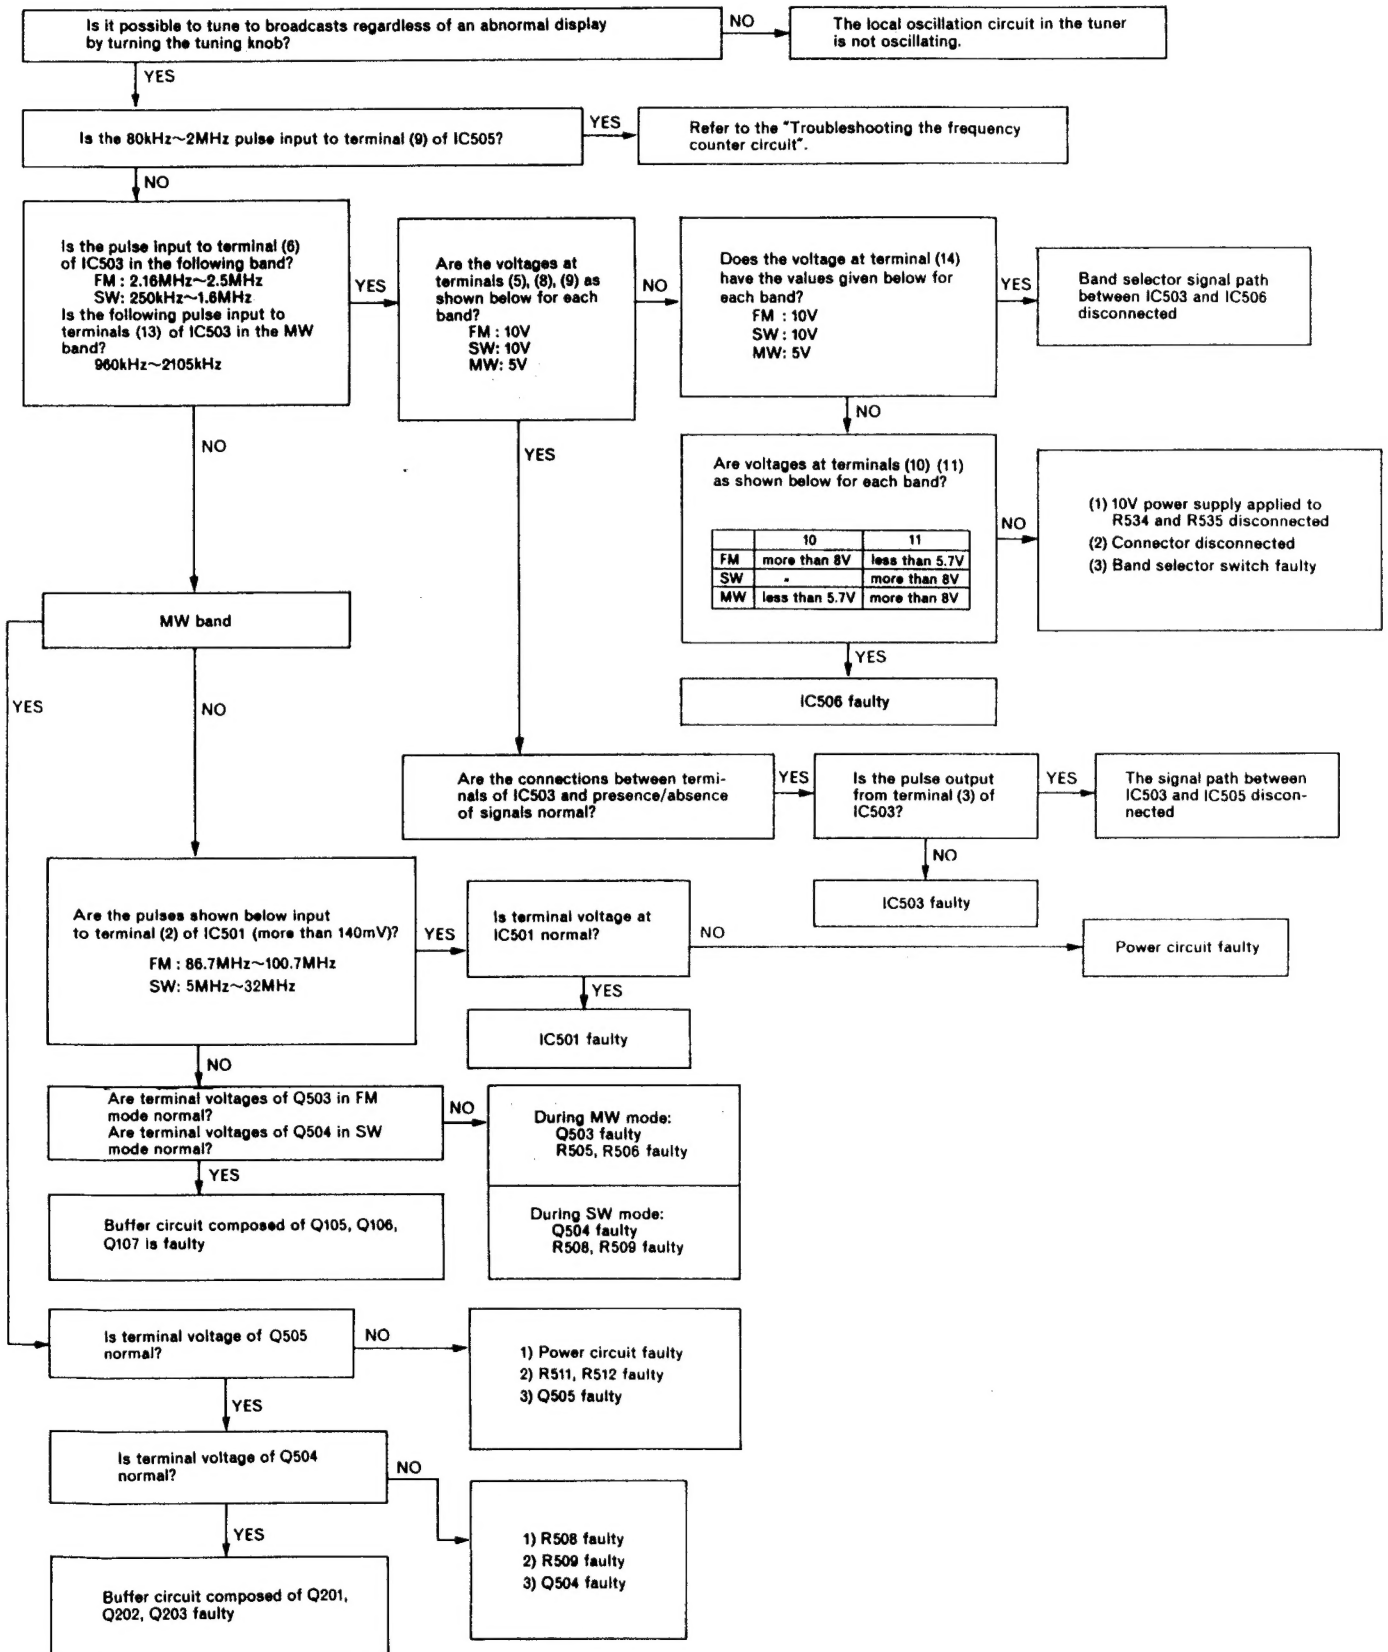 Is it possible to tune to broadcasts regardless of an abnormal display
by turning the tuning knob?
NO
The local oscillation circuit in the tuner
is not oscillating.
YES
Is the 80kHz~2MHz pulse input to terminal (9) of IC505?
YES
Refer to the "Troubleshooting the frequency
counter circuit".
NO
Is the pulse input to terminal (6)
of IC503 in the following band?
FM : 2.16MHz~2.5MHz
SW: 250kHz~1.6MHz
Is the following pulse input to
terminals (13) of IC503 in the MW
band?
960kHz~2105kHz
YES
Are the voltages at
terminals (5), (8), (9) as
shown below for each
band?
FM : 10V
SW: 10V
MW: 5V
NO
Does the voltage at terminal (14)
have the values given below for
each band?
FM : 10V
SW : 10V
MW: 5V
YES
Band selector signal path
between IC503 and IC506
disconnected
NO
NO
YES
Are voltages at terminals (10) (11)
as shown below for each band?
10 11
FM more than 8V less than 5.7V
SW " more than 8V
MW less than 5.7V more than 8V
NO
(1) 10V power supply applied to
R534 and R535 disconnected
(2) Connector disconnected
(3) Band selector switch faulty
YES
IC506 faulty
MW band
YES
NO
Are the connections between termi-
nals of IC503 and presence/absence
of signals normal?
YES
Is the pulse output
from terminal (3) of
IC503?
YES
The signal path between
IC503 and IC505 discon-
nected
NO
IC503 faulty
Are the pulses shown below input
to terminal (2) of IC501 (more than 140mV)?
FM : 86.7MHz~100.7MHz
SW: 5MHz~32MHz
YES
Is terminal voltage at
IC501 normal?
NO
Power circuit faulty
YES
IC501 faulty
NO
Are terminal voltages of Q503 in FM
mode normal?
Are terminal voltages of Q504 in SW
mode normal?
NO
During MW mode:
Q503 faulty
R505, R506 faulty
During SW mode:
Q504 faulty
R508, R509 faulty
YES
Buffer circuit composed of Q105, Q106,
Q107 is faulty
Is terminal voltage of Q505
normal?
NO
1) Power circuit faulty
2) R511, R512 faulty
3) Q505 faulty
YES
Is terminal voltage of Q504
normal?
NO
1) R508 faulty
2) R509 faulty
3) Q504 faulty
YES
Buffer circuit composed of Q201,
Q202, Q203 faulty